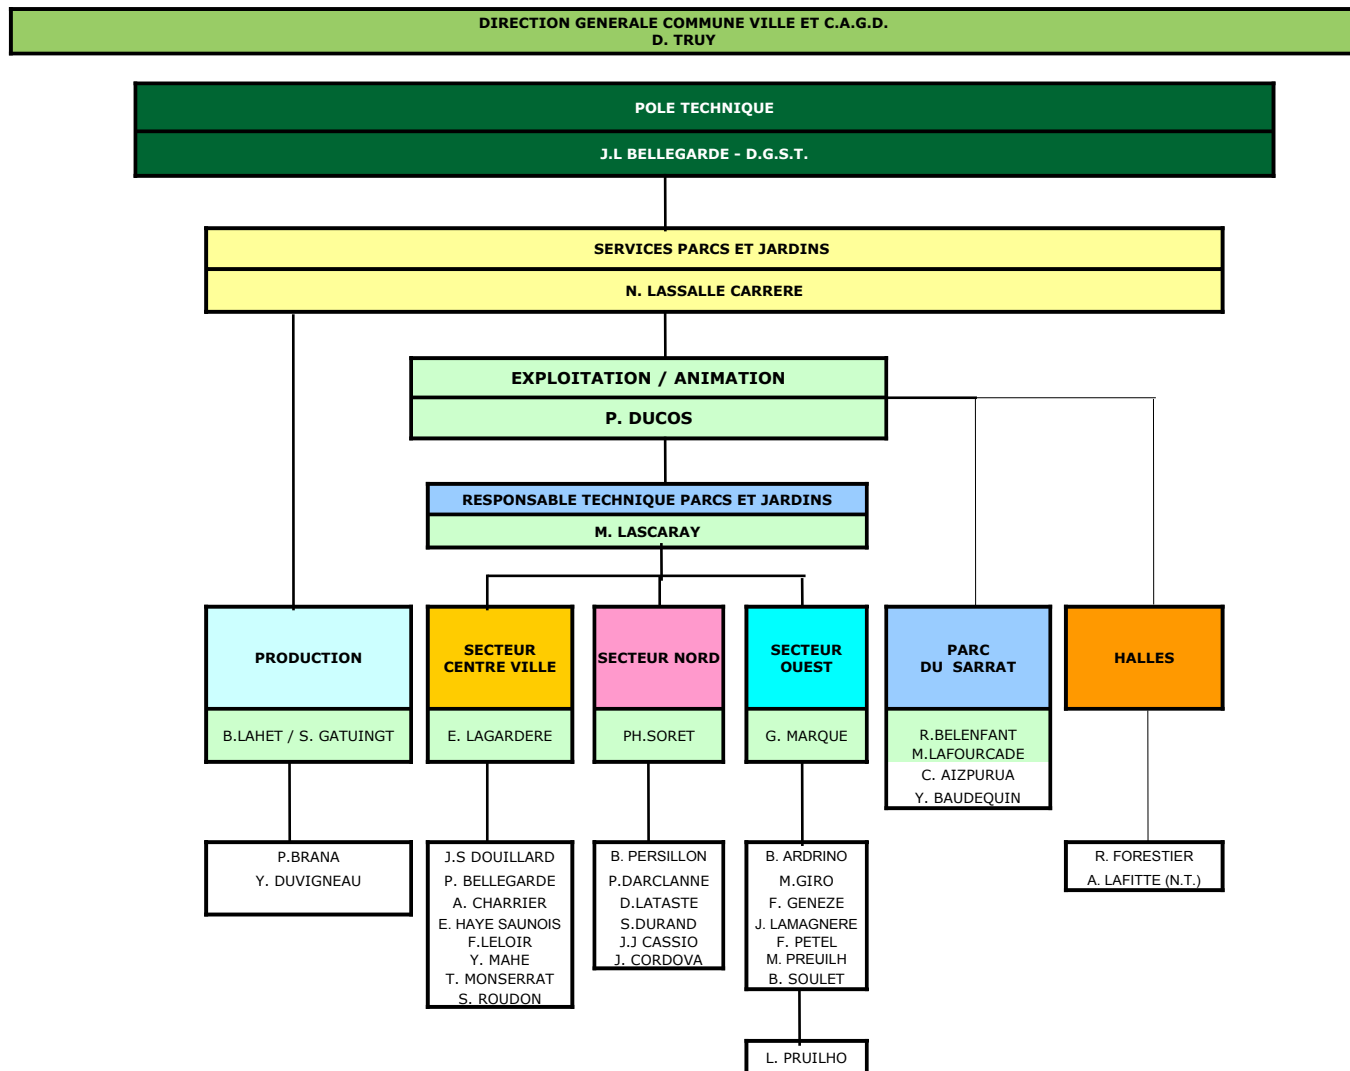 DIRECTION GENERALE COMMUNE VILLE ET C.A.G.D.
D. TRUY
POLE TECHNIQUE
J.L BELLEGARDE - D.G.S.T.
SERVICES PARCS ET JARDINS
N. LASSALLE CARRERE
EXPLOITATION / ANIMATION
P. DUCOS
RESPONSABLE TECHNIQUE PARCS ET JARDINS
M. LASCARAY
PRODUCTION
B.LAHET / S. GATUINGT
P.BRANA
Y. DUVIGNEAU
SECTEUR
CENTRE VILLE
E. LAGARDERE
J.S DOUILLARD
P. BELLEGARDE
A. CHARRIER
E. HAYE SAUNOIS
F.LELOIR
Y. MAHE
T. MONSERRAT
S. ROUDON
SECTEUR NORD
PH.SORET
B. PERSILLON
P.DARCLANNE
D.LATASTE
S.DURAND
J.J CASSIO
J. CORDOVA
SECTEUR
OUEST
G. MARQUE
B. ARDRINO
M.GIRO
F. GENEZE
J. LAMAGNERE
F. PETEL
M. PREUILH
B. SOULET
L. PRUILHO
PARC
DU SARRAT
R.BELENFANT
M.LAFOURCADE
C. AIZPURUA
Y. BAUDEQUIN
HALLES
R. FORESTIER
A. LAFITTE (N.T.)